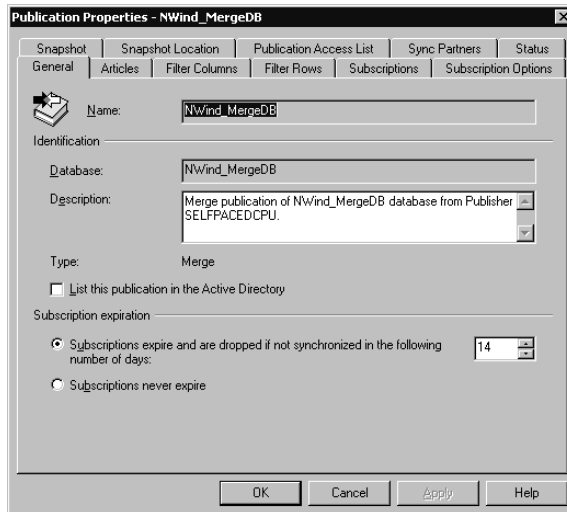 Publication Properties - NWind_MergeDB
Snapshot
Snapshot Location
Publication Access List
Sync Partners
Status
General
Articles
Filter Columns
Filter Rows
Subscriptions
Subscription Options
Name:
NWind_MergeDB
Identification
Database:
NWind_MergeDB
Description:
Merge publication of NWind_MergeDB database from Publisher
SELFPACEDCPU.
Type:
Merge
List this publication in the Active Directory
Subscription expiration
Subscriptions expire and are dropped if not synchronized in the following
number of days:
14
Subscriptions never expire
OK
Cancel
Apply
Help